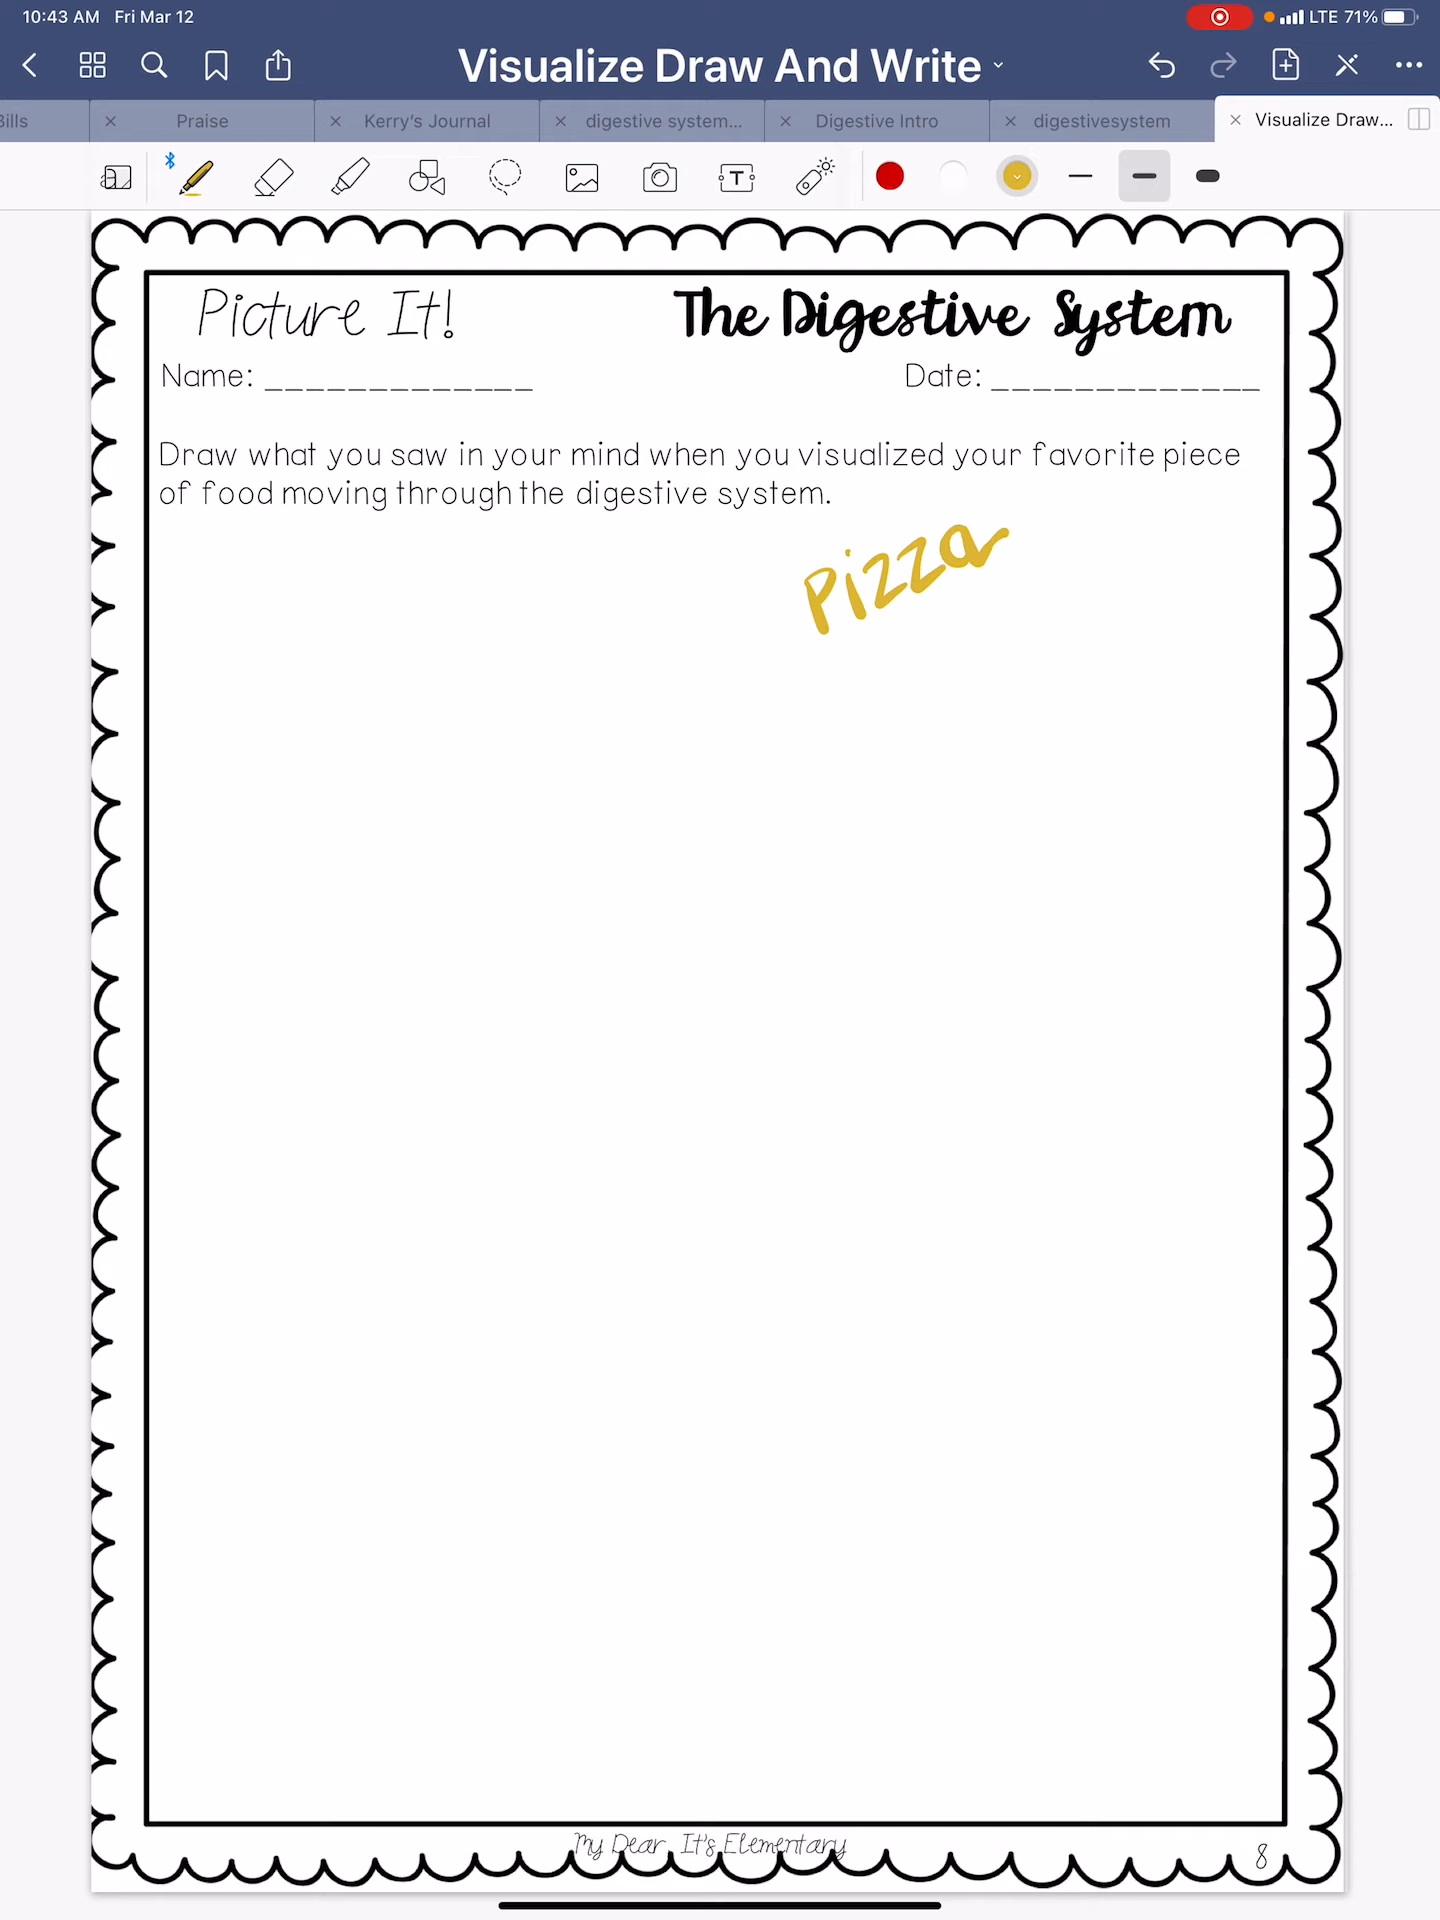 10:43 AM Fri Mar 12
LTE 71%
Visualize Draw And Write
Bills
Praise
Kerry's Journal
digestive system...
Digestive Intro
digestivesystem
Visualize Draw...
T
Picture It!
The Digestive System
Name: _____________
Date: _____________
Draw what you saw in your mind when you visualized your favorite piece
of food moving through the digestive system.
Pizza
My Dear, It's Elementary
8